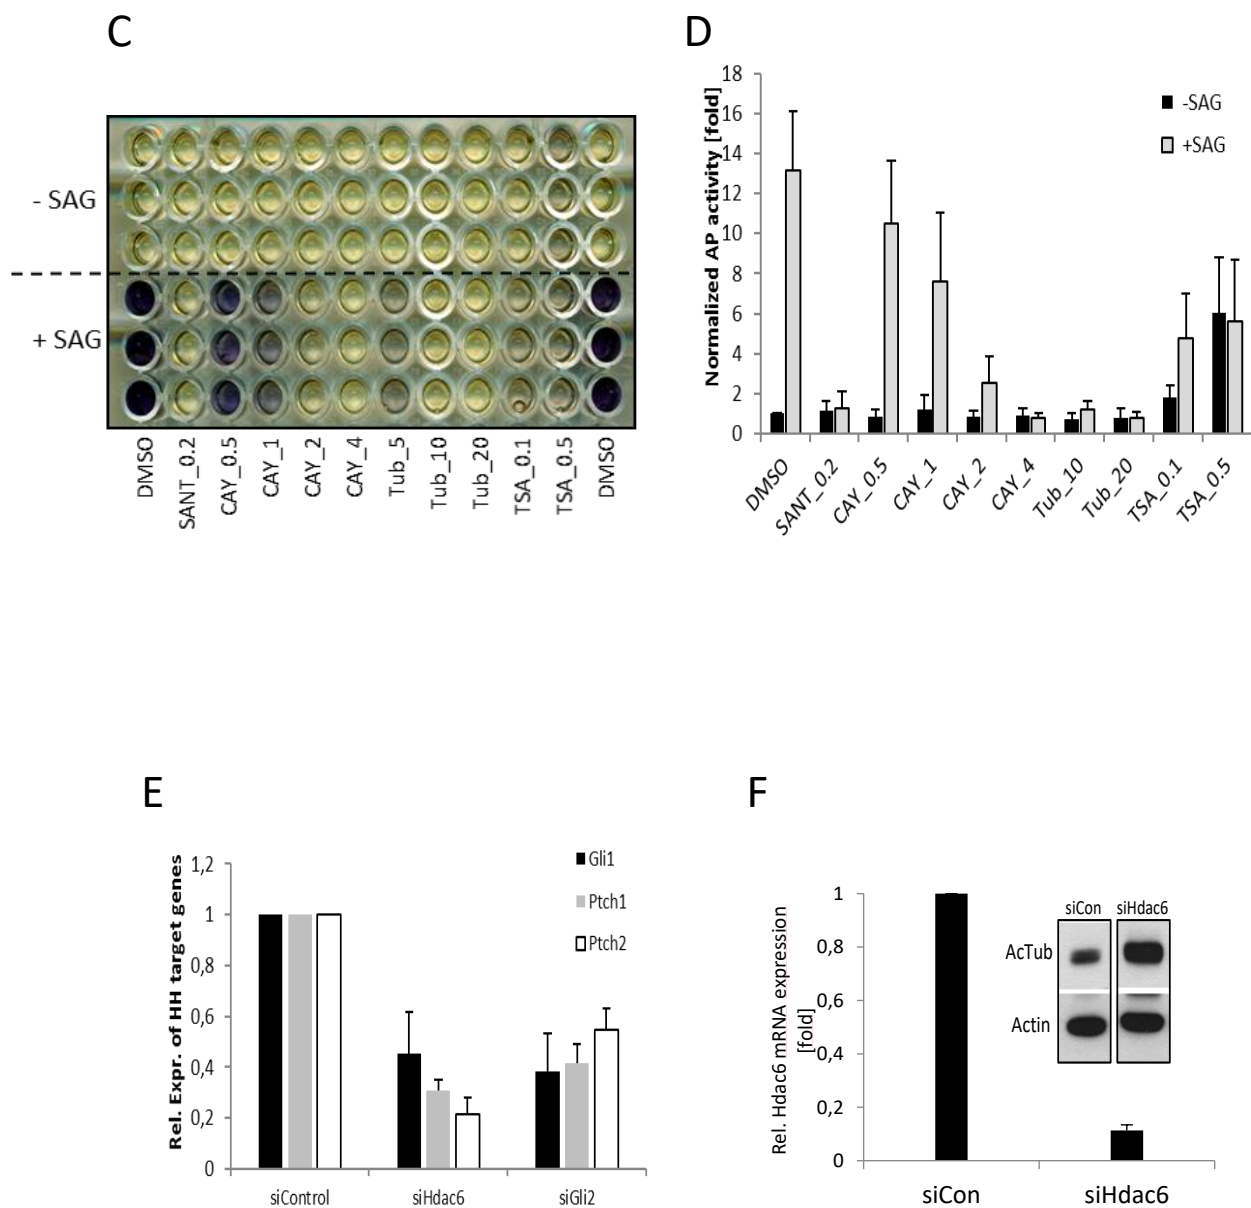 C
- SAG
+ SAG
DMSO
SANT_0.2
CAY_0.5
CAY_1
CAY_2
CAY_4
Tub_5
Tub_10
Tub_20
TSA_0.1
TSA_0.5
DMSO
D
Normalized AP activity [fold]
18
16
14
12
10
8
6
4
2
0
-SAG
+SAG
DMSO
SANT_0.2
CAY_0.5
CAY_1
CAY_2
CAY_4
Tub_10
Tub_20
TSA_0.1
TSA_0.5
E
Rel. Expr. of HH target genes
1,2
1
0,8
0,6
0,4
0,2
0
Gli1
Ptch1
Ptch2
siControl
siHdac6
siGli2
F
Rel. Hdac6 mRNA expression
[fold]
1
0,8
0,6
0,4
0,2
0
siCon siHdac6
AcTub
Actin
siCon
siHdac6